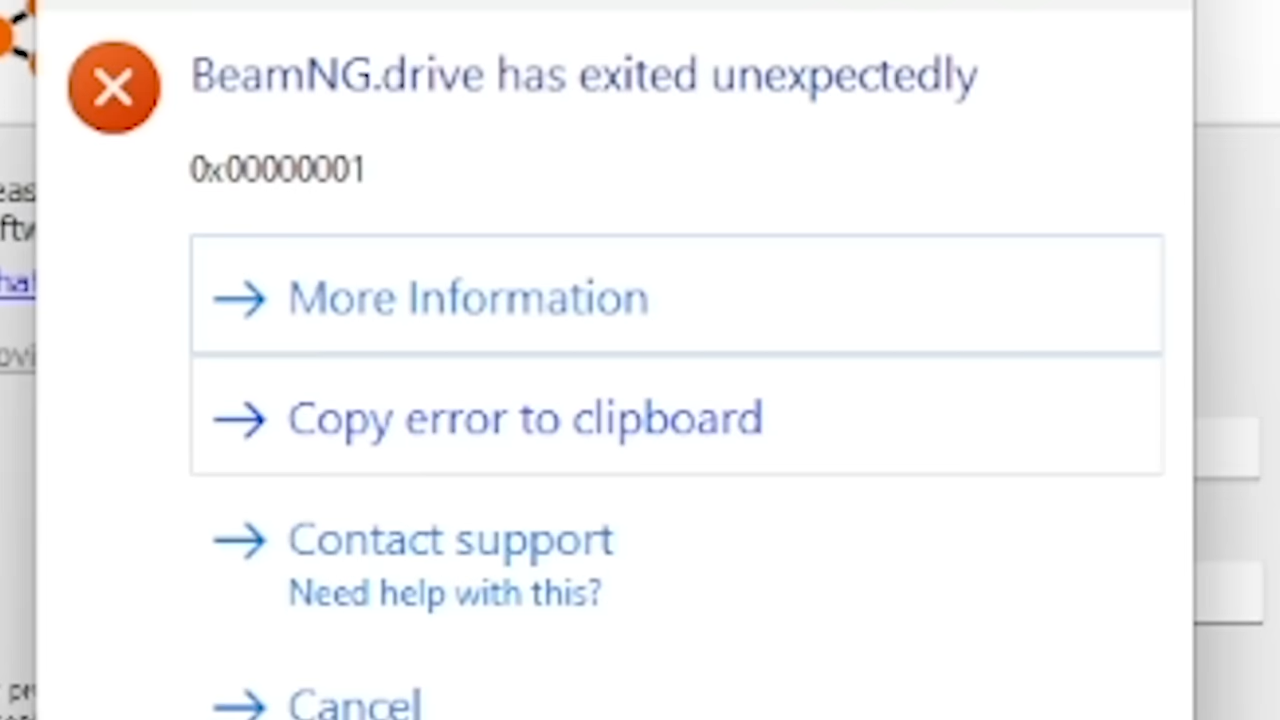 BeamNG.drive has exited unexpectedly
0x00000001
More Information
Copy error to clipboard
Contact support
Need help with this?
Cancel